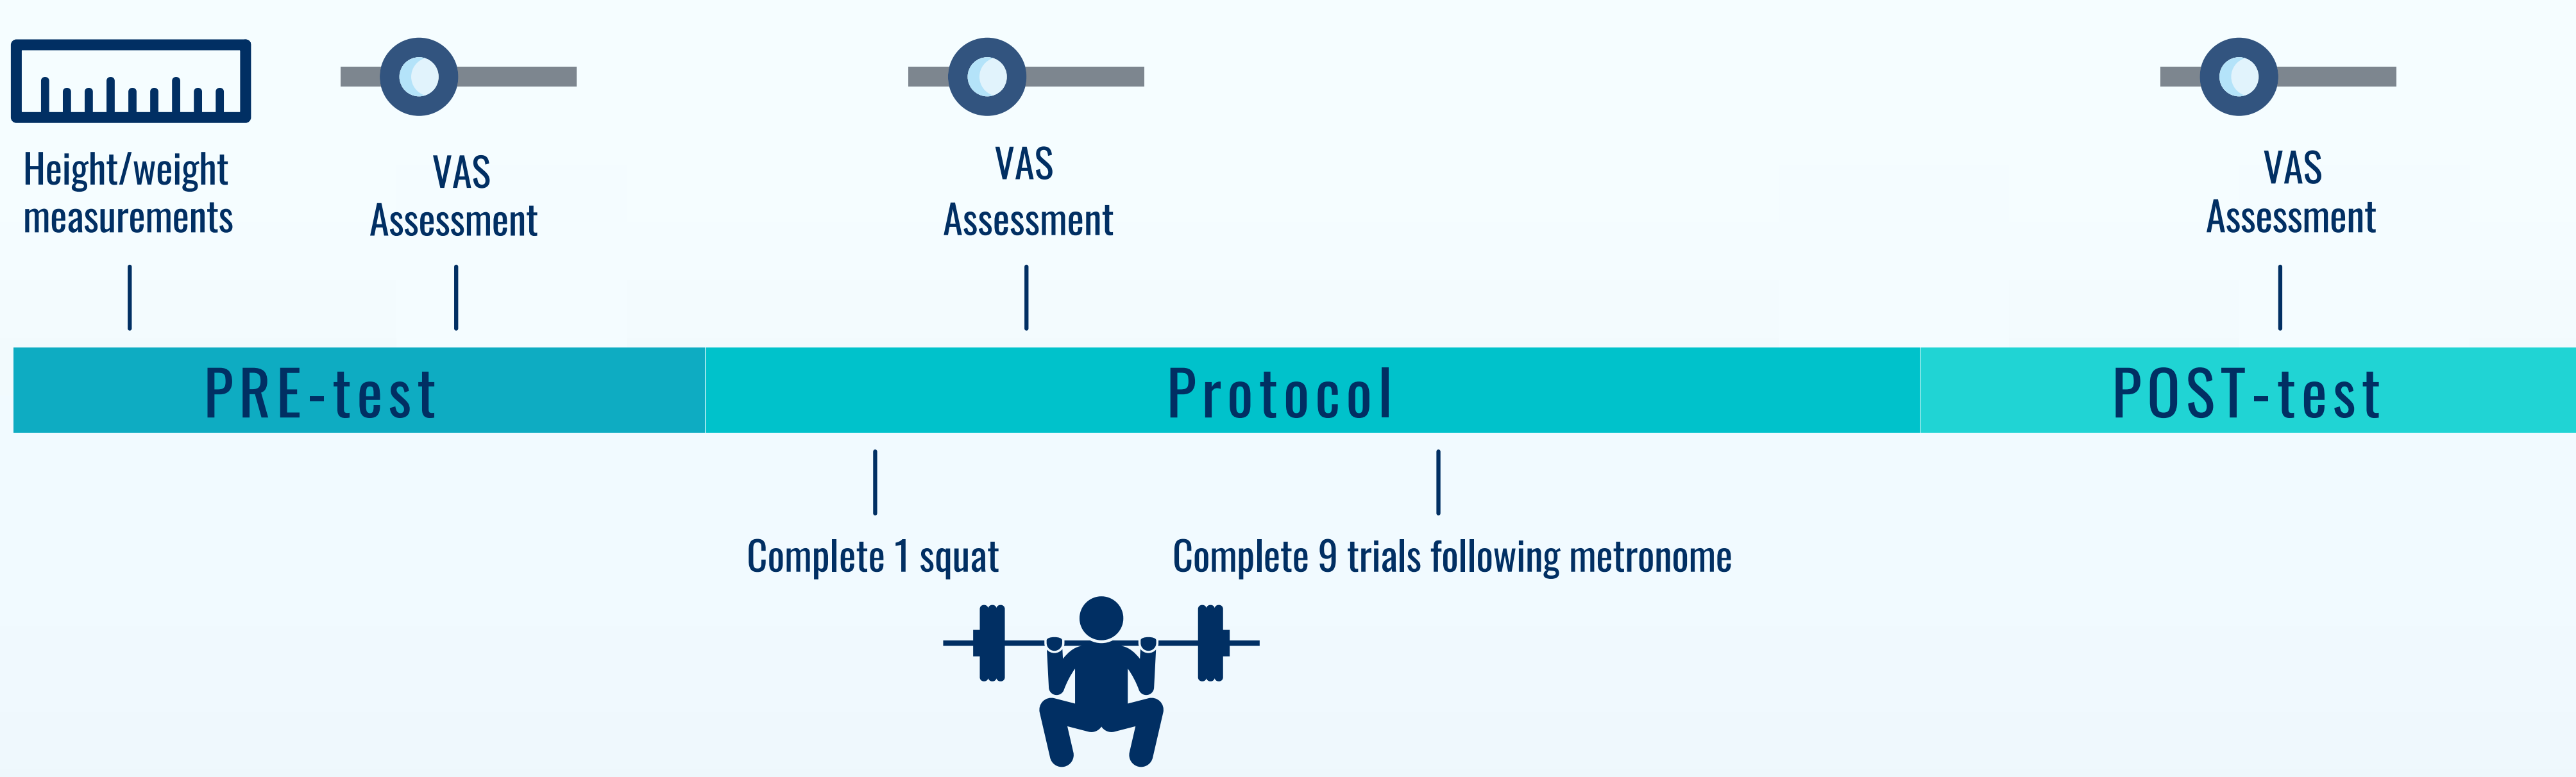 Height/weight
measurements
VAS
Assessment
VAS
Assessment
VAS
Assessment
PRE-test
Protocol
POST-test
Complete 1 squat
Complete 9 trials following metronome